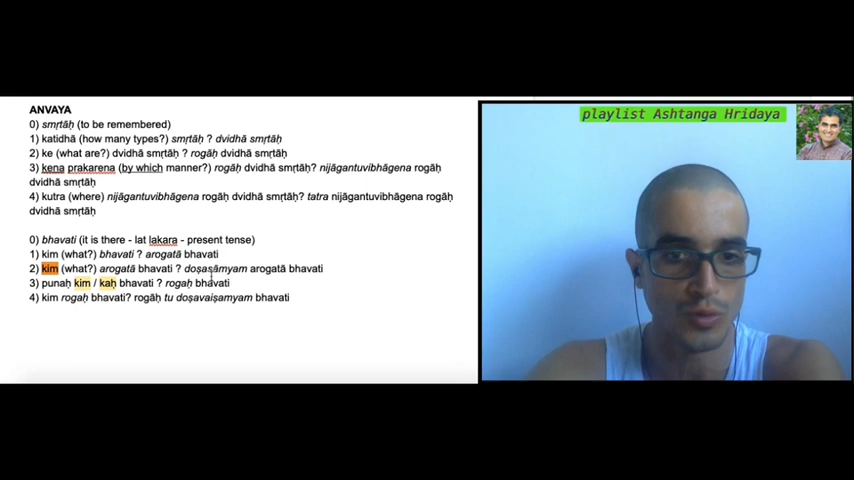 ANVAYA
0) smṛtāḥ (to be remembered)
1) katidhā (how many types?) smṛtāḥ ? dvidhā smṛtāḥ
2) ke (what are?) dvidhā smṛtāḥ ? rogāḥ dvidhā smṛtāḥ
3) kena prakarena (by which manner?) rogāḥ dvidhā smṛtāḥ? nijāgantuvibhāgena rogāḥ
dvidhā smṛtāḥ
4) kutra (where) nijāgantuvibhāgena rogāḥ dvidhā smṛtāḥ? tatra nijāgantuvibhāgena rogāḥ
dvidhā smṛtāḥ
0) bhavati (it is there - lat lakara - present tense)
1) kim (what?) bhavati ? arogatā bhavati
2) kim (what?) arogatā bhavati ? doṣasāmyam arogatā bhavati
3) punaḥ kim / kaḥ bhavati ? rogaḥ bhavati
4) kim rogaḥ bhavati? rogāḥ tu doṣavaiṣamyam bhavati
playlist Ashtanga Hridaya